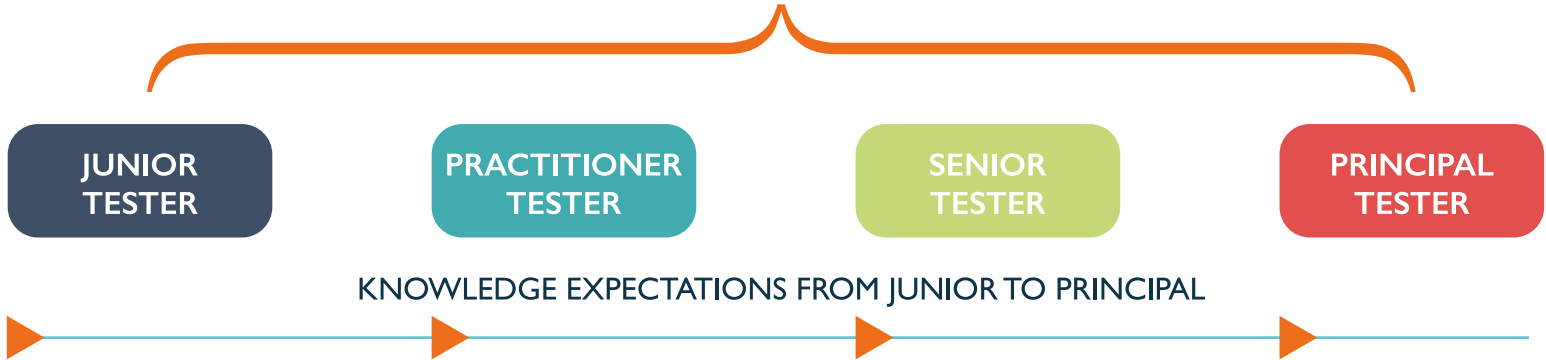 JUNIOR
TESTER
PRACTITIONER
TESTER
SENIOR
TESTER
PRINCIPAL
TESTER
KNOWLEDGE EXPECTATIONS FROM JUNIOR TO PRINCIPAL